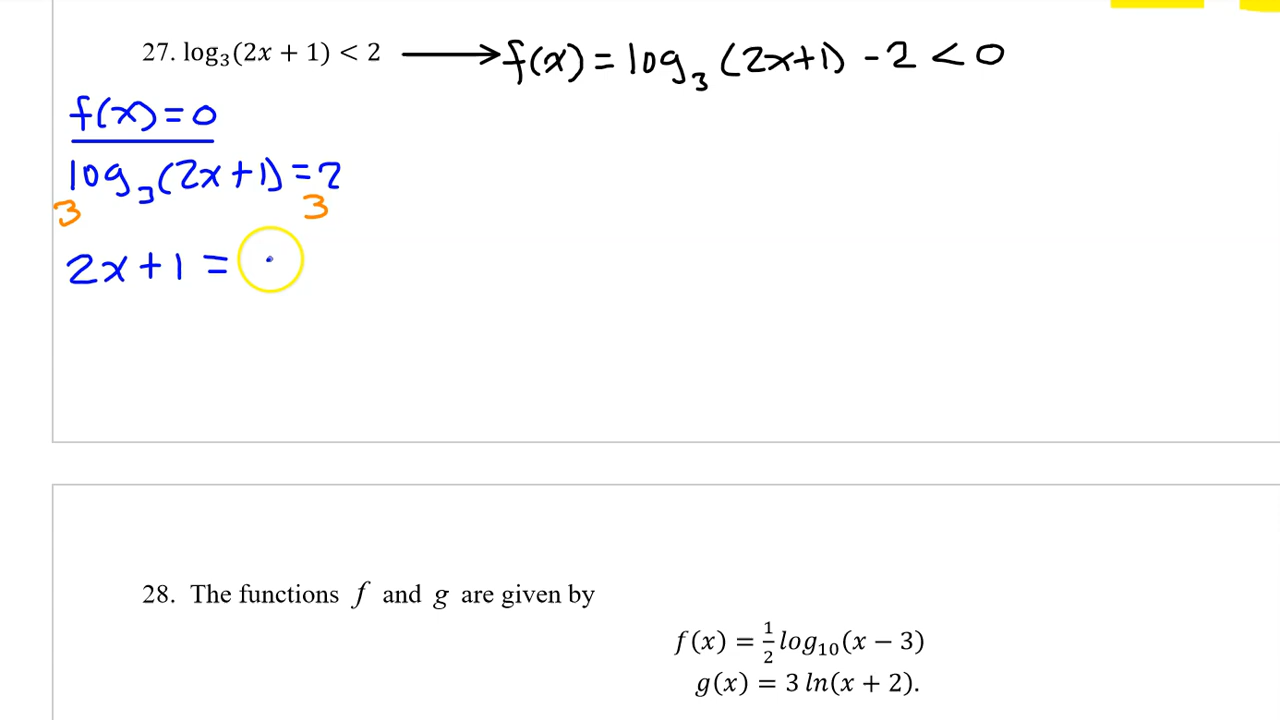 27. log₃(2x + 1) < 2 ⟶ f(x) = log₃(2x+1) - 2 < 0
f(x) = 0
log₃(2x+1) = 2
3 3
2x + 1 =
28. The functions f and g are given by
f(x) = ½ log₁₀(x − 3)
g(x) = 3 ln(x + 2).